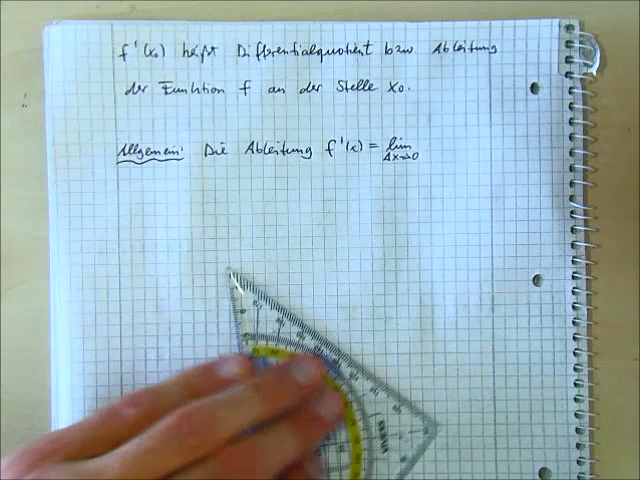 f'(x₀) heißt Differentialquotient bzw Ableitung
der Funktion f an der Stelle x₀.
Allgemein: Die Ableitung f'(x) = lim
Δx→0